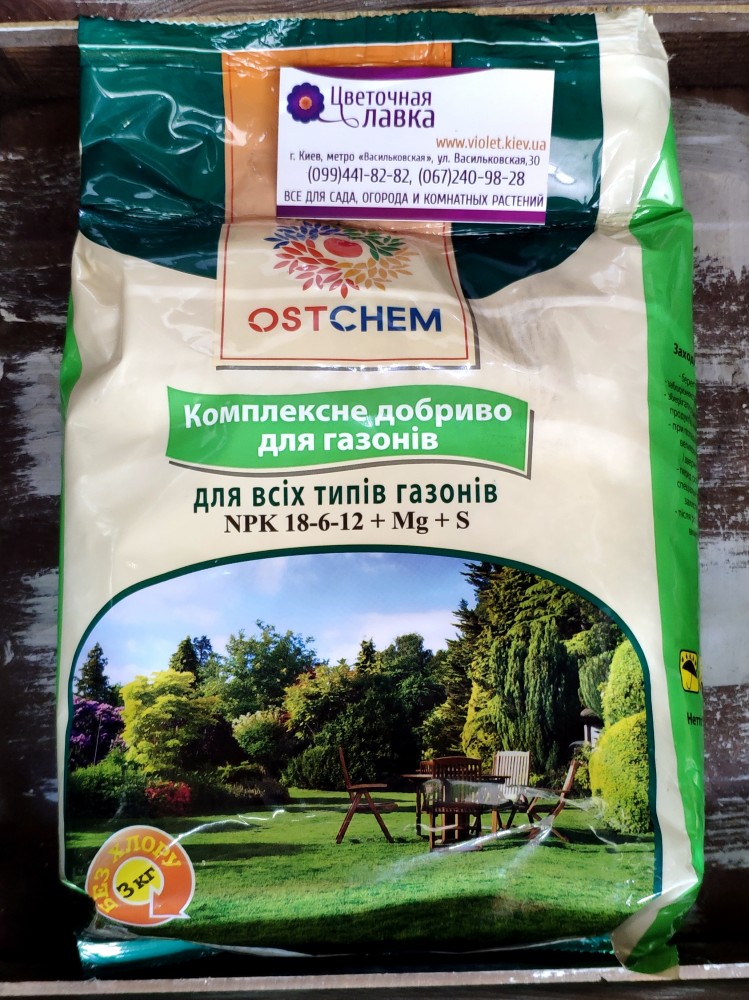 Цветочная
лавка
www.violet.kiev.ua
г. Киев, метро «Васильковская», ул. Васильковская,30
(099)441-82-82, (067)240-98-28
ВСЕ ДЛЯ САДА, ОГОРОДА И КОМНАТНЫХ РАСТЕНИЙ
OSTCHEM
Комплексне добриво
для газонів
для всіх типів газонів
NPK 18-6-12 + Mg + S
БЕЗ ХЛОРУ
3 кг